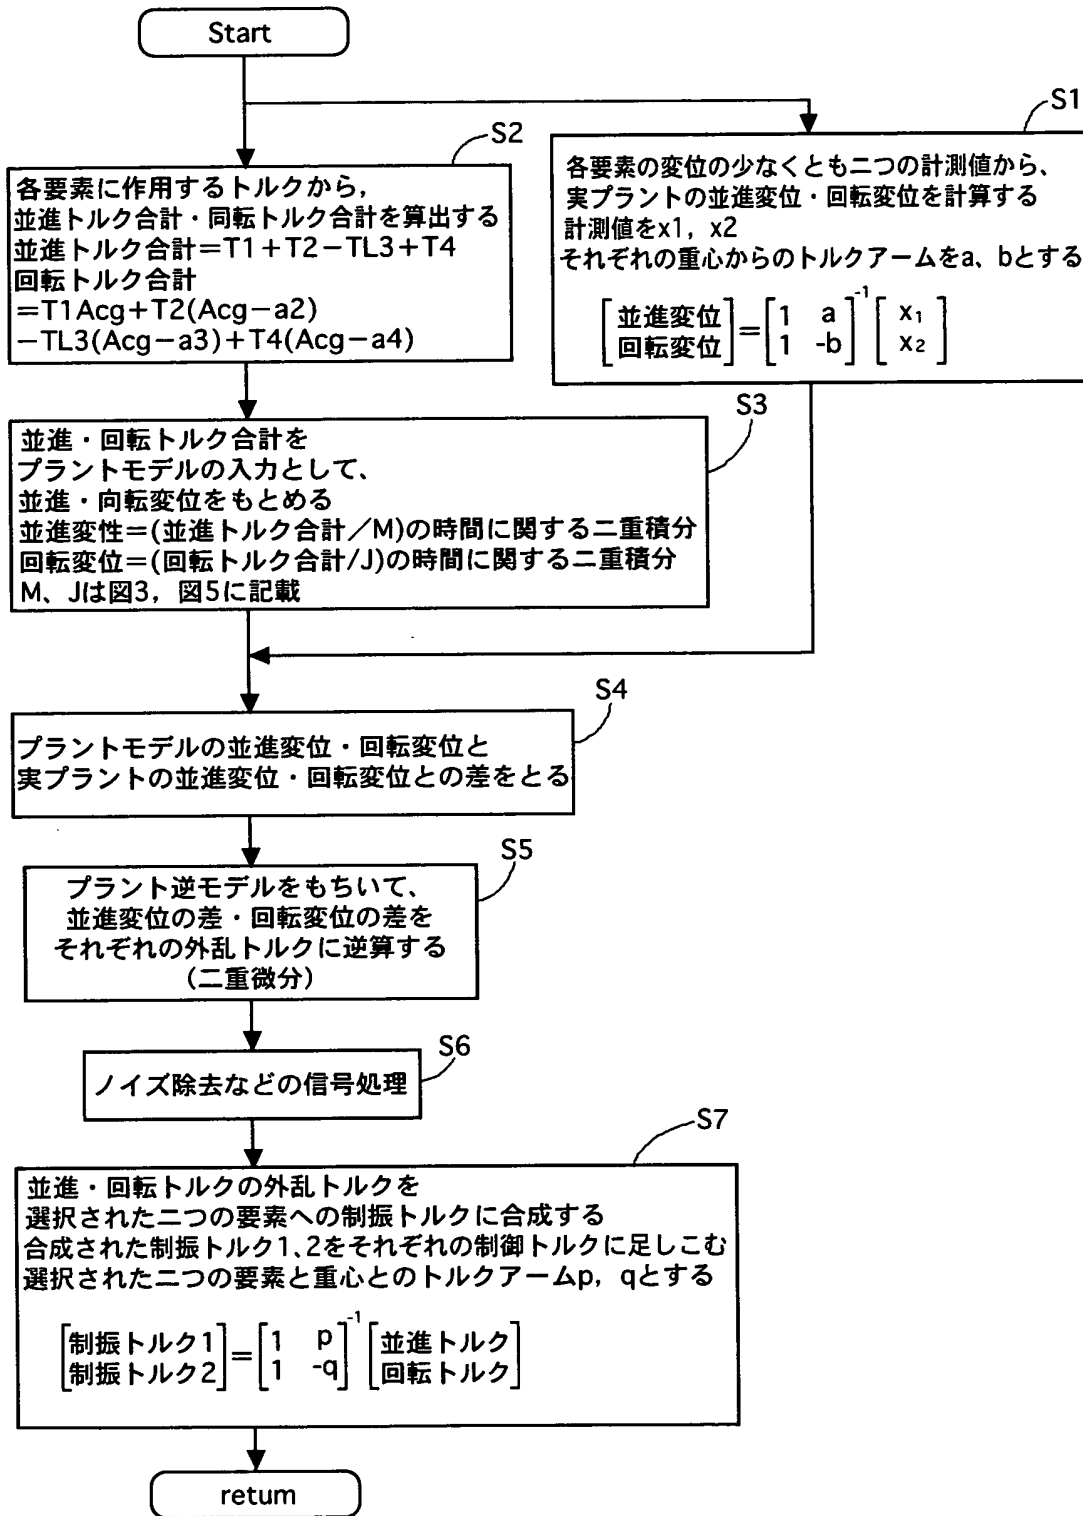 Start
S1
各要素の変位の少なくとも二つの計測値から、
実プラントの並進変位・回転変位を計算する
計測値をx1, x2
それぞれの重心からのトルクアームをa、bとする
[並進変位 回転変位]=[1 a 1 -b]^-1 [x1 x2]
S2
各要素に作用するトルクから,
並進トルク合計・同転トルク合計を算出する
並進トルク合計=T1+T2−TL3+T4
回転トルク合計
=T1Acg+T2(Acg−a2)
−TL3(Acg−a3)+T4(Acg−a4)
S3
並進・回転トルク合計を
プラントモデルの入力として、
並進・向転変位をもとめる
並進変性=(並進トルク合計/M)の時間に関する二重積分
回転変位=(回転トルク合計/J)の時間に関する二重積分
M、Jは図3, 図5に記載
S4
プラントモデルの並進変位・回転変位と
実プラントの並進変位・回転変位との差をとる
S5
プラント逆モデルをもちいて、
並進変位の差・回転変位の差を
それぞれの外乱トルクに逆算する
(二重微分)
S6
ノイズ除去などの信号処理
S7
並進・回転トルクの外乱トルクを
選択された二つの要素への制振トルクに合成する
合成された制振トルク1、2をそれぞれの制御トルクに足しこむ
選択された二つの要素と重心とのトルクアームp, qとする
[制振トルク1 制振トルク2]=[1 p 1 -q]^-1 [並進トルク 回転トルク]
retum